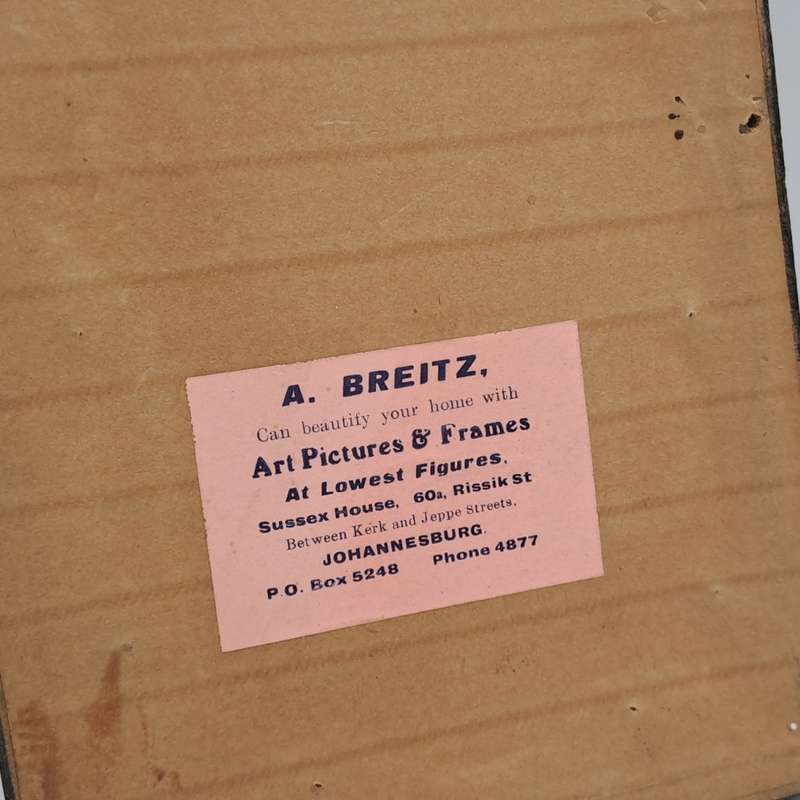 A. BREITZ,
Can beautify your home with
Art Pictures & Frames
At Lowest Figures,
Sussex House, 60a, Rissik St
Between Kerk and Jeppe Streets.
JOHANNESBURG.
P.O. Box 5248 Phone 4877